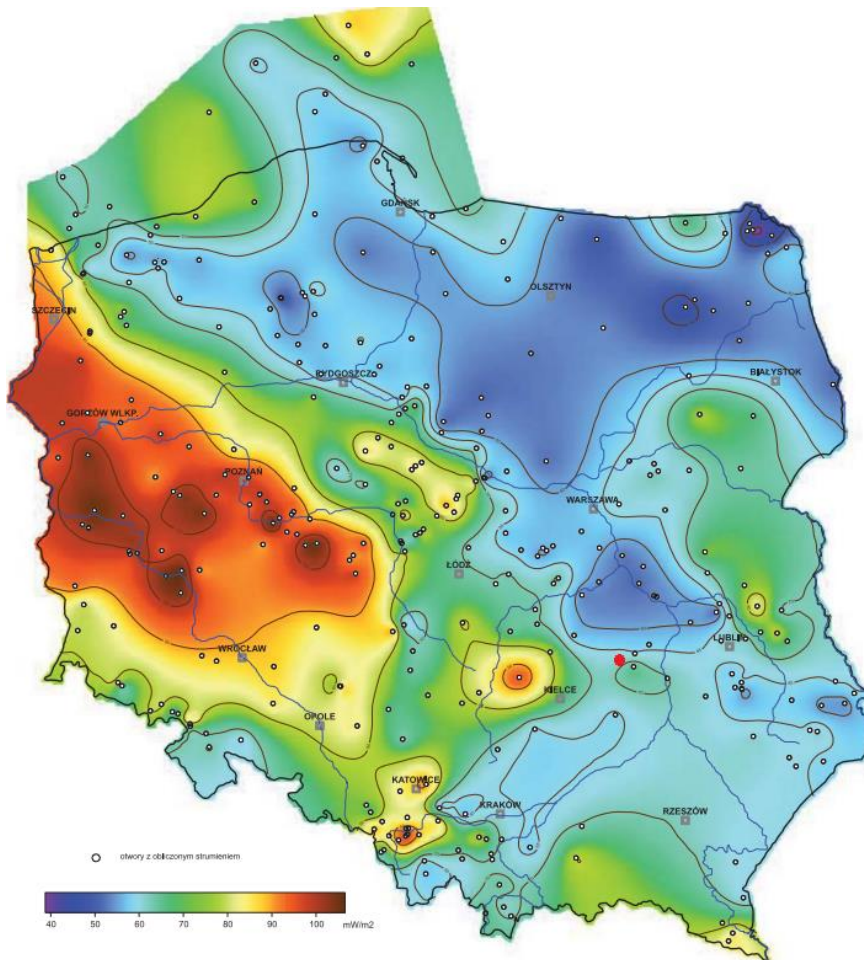 GDAŃSK
OLSZTYN
SZCZECIN
BYDGOSZCZ
BIAŁYSTOK
GORZÓW WLKP.
POZNAŃ
WARSZAWA
ŁÓDŹ
WROCŁAW
LUBLIN
KIELCE
OPOLE
KATOWICE
KRAKÓW
RZESZÓW
otwory z obliczonym strumieniem
40 50 60 70 80 90 100 mW/m2